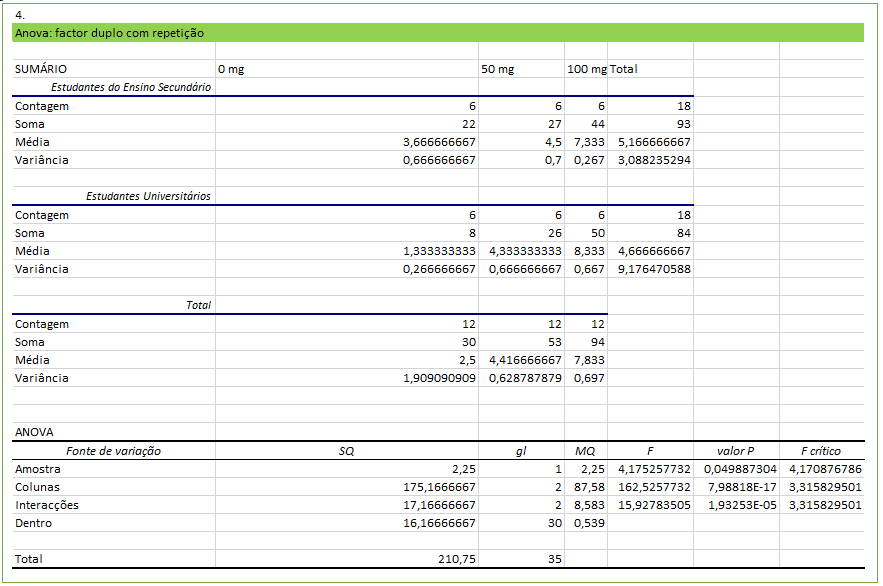 4.
Anova: factor duplo com repetição
SUMÁRIO 0 mg 50 mg 100 mg Total
Estudantes do Ensino Secundário
Contagem 6 6 6 18
Soma 22 27 44 93
Média 3,666666667 4,5 7,333 5,166666667
Variância 0,666666667 0,7 0,267 3,088235294
Estudantes Universitários
Contagem 6 6 6 18
Soma 8 26 50 84
Média 1,333333333 4,333333333 8,333 4,666666667
Variância 0,266666667 0,666666667 0,667 9,176470588
Total
Contagem 12 12 12
Soma 30 53 94
Média 2,5 4,416666667 7,833
Variância 1,909090909 0,628787879 0,697
ANOVA
Fonte de variação SQ gl MQ F valor P F crítico
Amostra 2,25 1 2,25 4,175257732 0,049887304 4,170876786
Colunas 175,1666667 2 87,58 162,5257732 7,98818E-17 3,315829501
Interacções 17,16666667 2 8,583 15,92783505 1,93253E-05 3,315829501
Dentro 16,16666667 30 0,539
Total 210,75 35